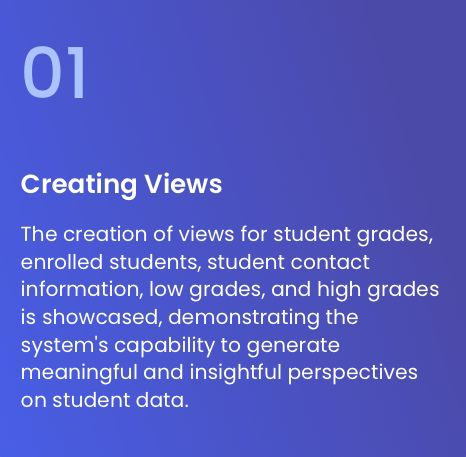 01
Creating Views
The creation of views for student grades,
enrolled students, student contact
information, low grades, and high grades
is showcased, demonstrating the
system's capability to generate
meaningful and insightful perspectives
on student data.